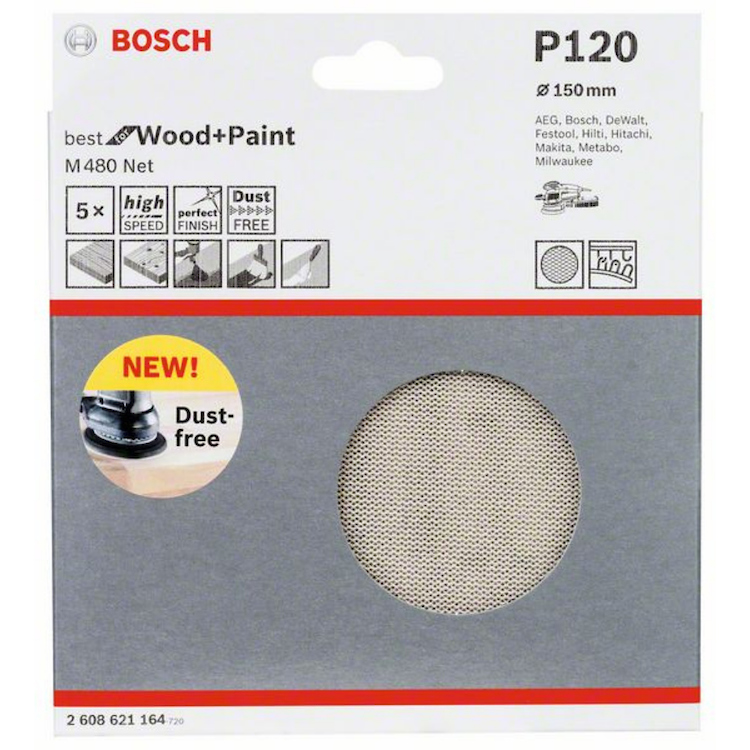 BOSCH
P120
Ø 150 mm
AEG, Bosch, DeWalt,
Festool, Hilti, Hitachi,
Makita, Metabo,
Milwaukee
best for Wood+Paint
M 480 Net
5×
high
SPEED
perfect
FINISH
Dust
FREE
NEW!
Dust-
free
2 608 621 164-720